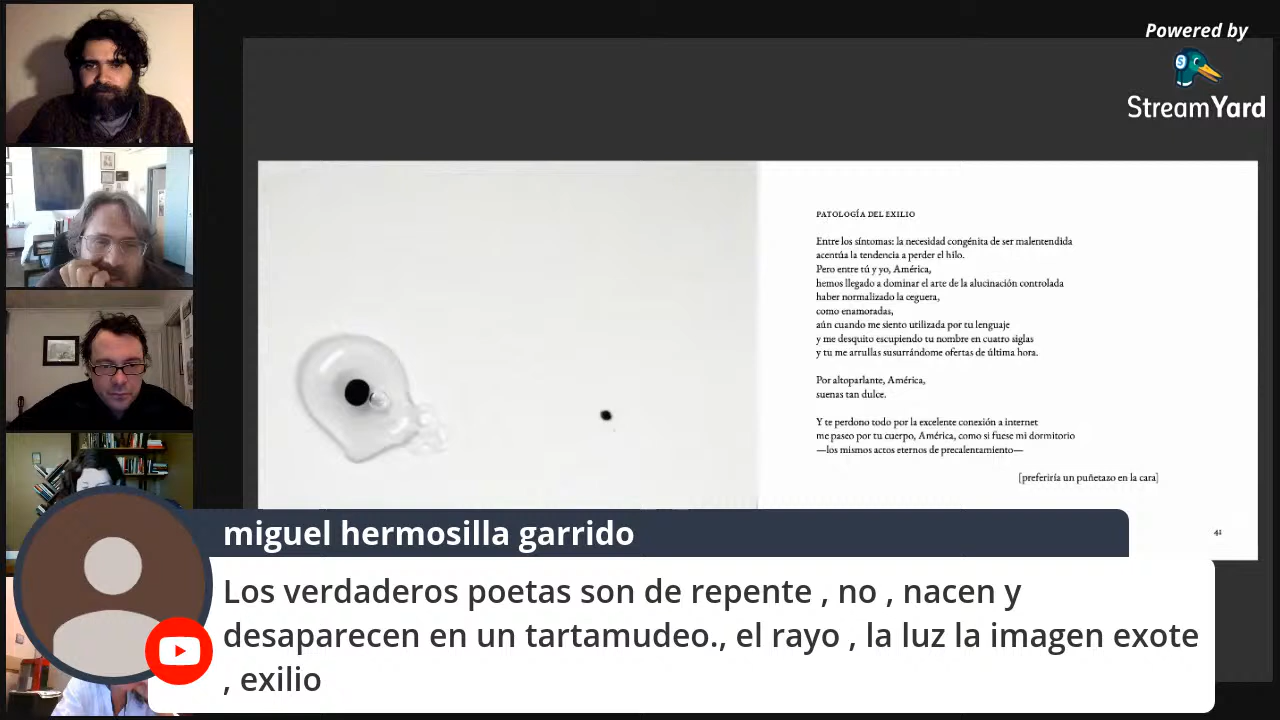 Powered by
StreamYard
PATOLOGÍA DEL EXILIO
Entre los síntomas: la necesidad congénita de ser malentendida
acentúa la tendencia a perder el hilo.
Pero entre tú y yo, América,
hemos llegado a dominar el arte de la alucinación controlada
haber normalizado la ceguera,
como enamoradas,
aún cuando me siento utilizada por tu lenguaje
y me desquito escupiendo tu nombre en cuatro siglas
y tu me arrullas susurrándome ofertas de última hora.
Por altoparlante, América,
suenas tan dulce.
Y te perdono todo por la excelente conexión a internet
me paseo por tu cuerpo, América, como si fuese mi dormitorio
—los mismos actos eternos de precalentamiento—
[preferiría un puñetazo en la cara]
41
miguel hermosilla garrido
Los verdaderos poetas son de repente , no , nacen y
desaparecen en un tartamudeo., el rayo , la luz la imagen exote
, exilio